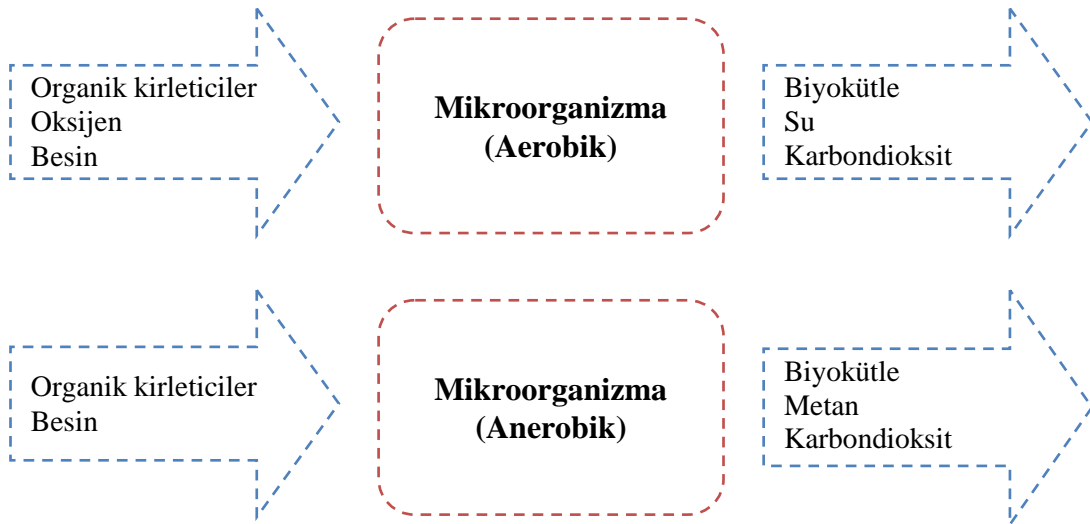 Organik kirleticiler
Oksijen
Besin
Mikroorganizma
(Aerobik)
Biyokütle
Su
Karbondioksit
Organik kirleticiler
Besin
Mikroorganizma
(Anerobik)
Biyokütle
Metan
Karbondioksit